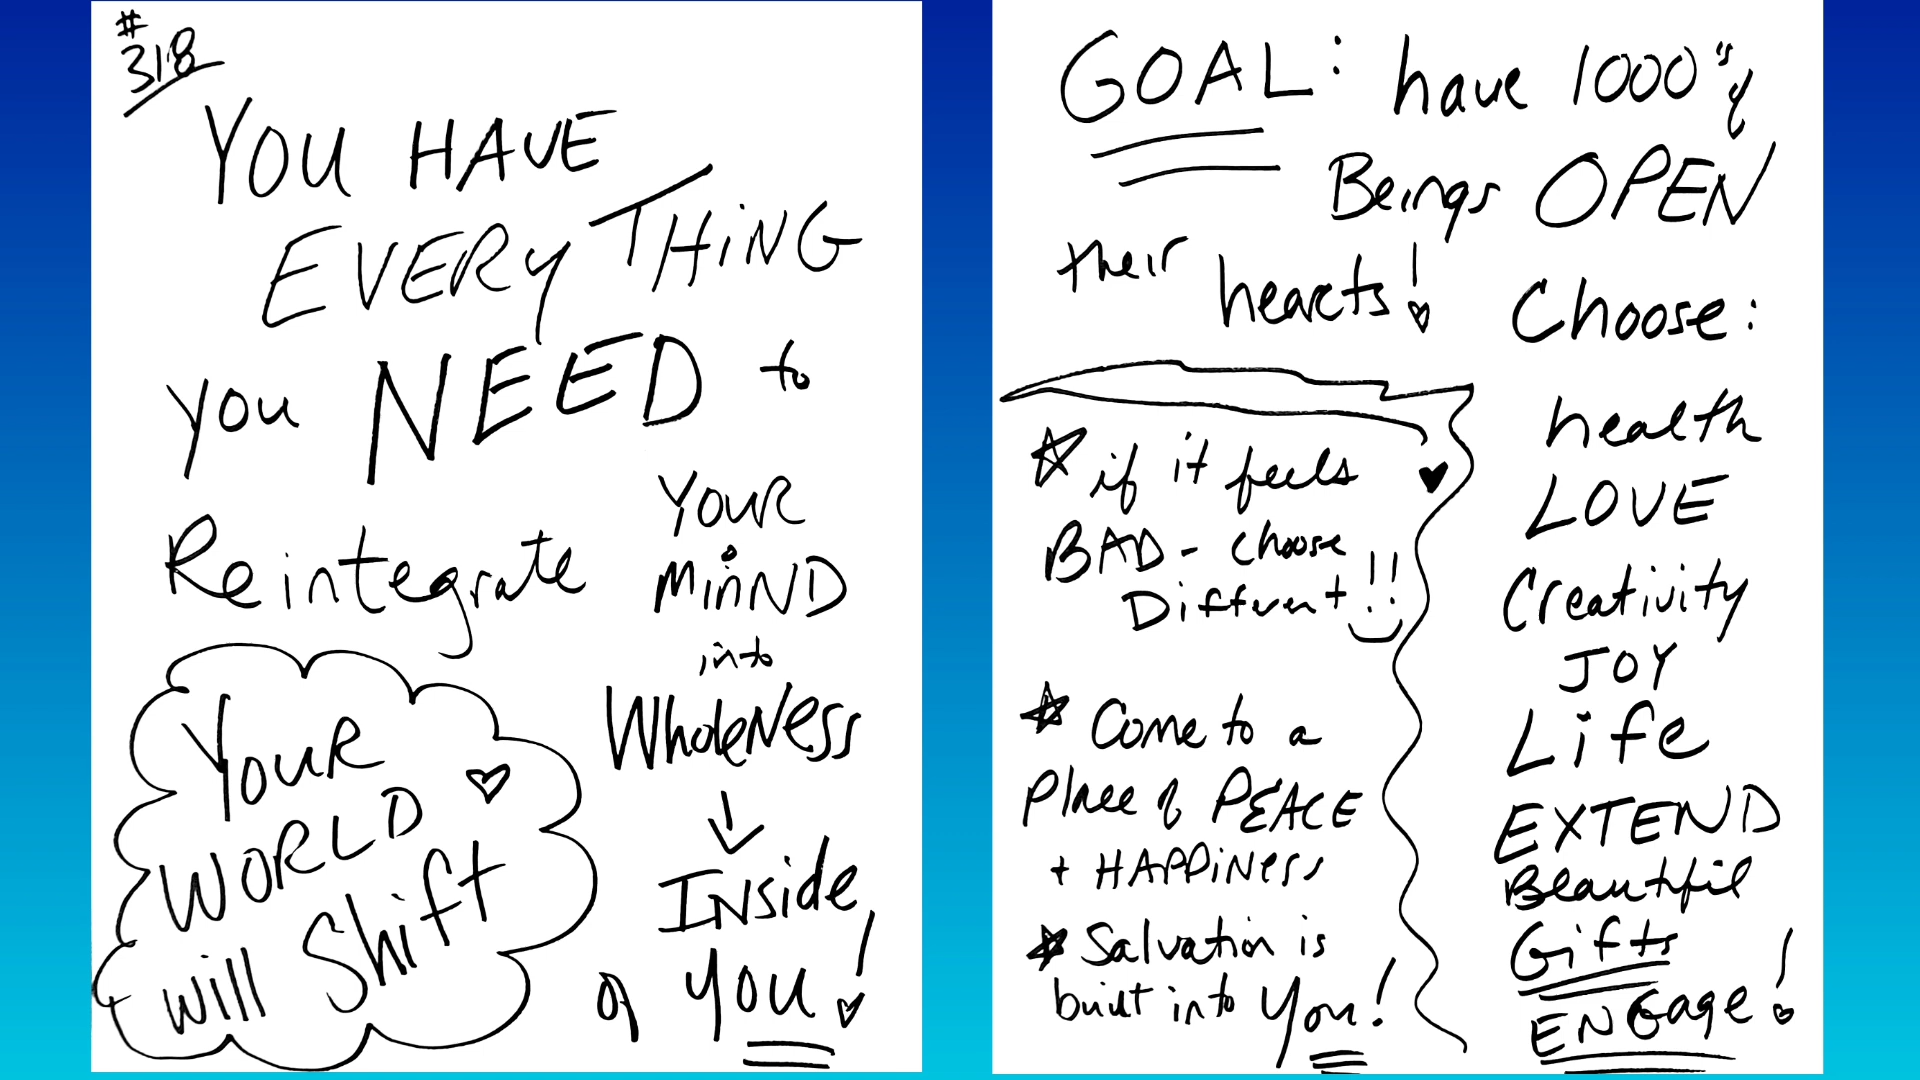 #318
YOU HAVE
EVERYTHING
you NEED to
Reintegrate
YOUR
MinND
into
WHoleNess
Inside
of You!
Your
WORLD
will Shift
GOAL: have 1000's of
Beings OPEN
their hearts!
if it feels
BAD - choose
Different!!
Come to a
Place of PEACE
+ HAPPiNess
Salvation is
built into You!
Choose:
health
LOVE
Creativity
JOY
Life
EXTEND
Beautiful
Gifts
ENGage!